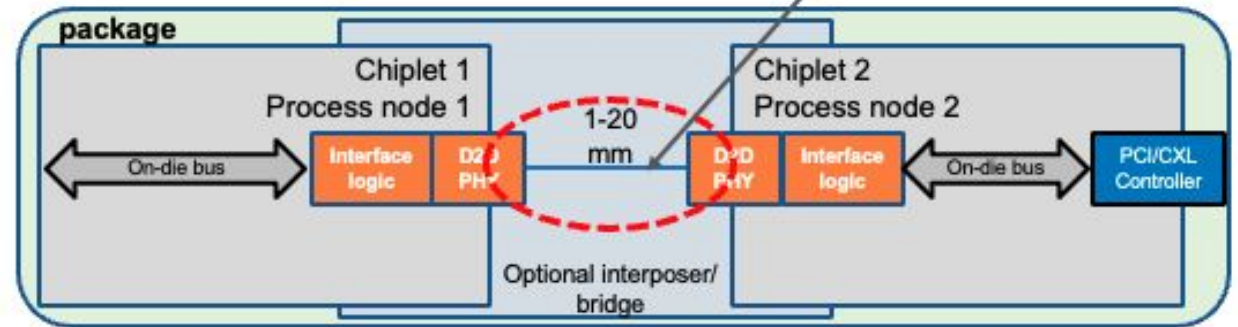 package
Chiplet 1
Process node 1
Chiplet 2
Process node 2
1-20
mm
On-die bus
Interface
logic
D2D
PHY
D2D
PHY
Interface
logic
On-die bus
PCI/CXL
Controller
Optional interposer/
bridge